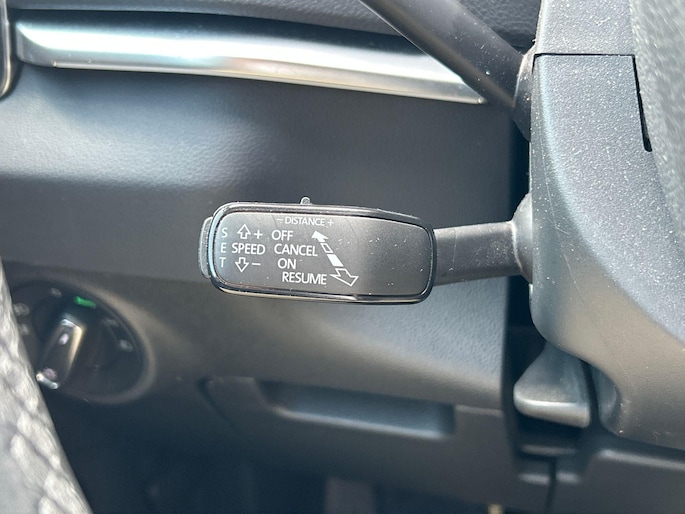 − DISTANCE +
S + OFF
E SPEED CANCEL
T − ON
RESUME